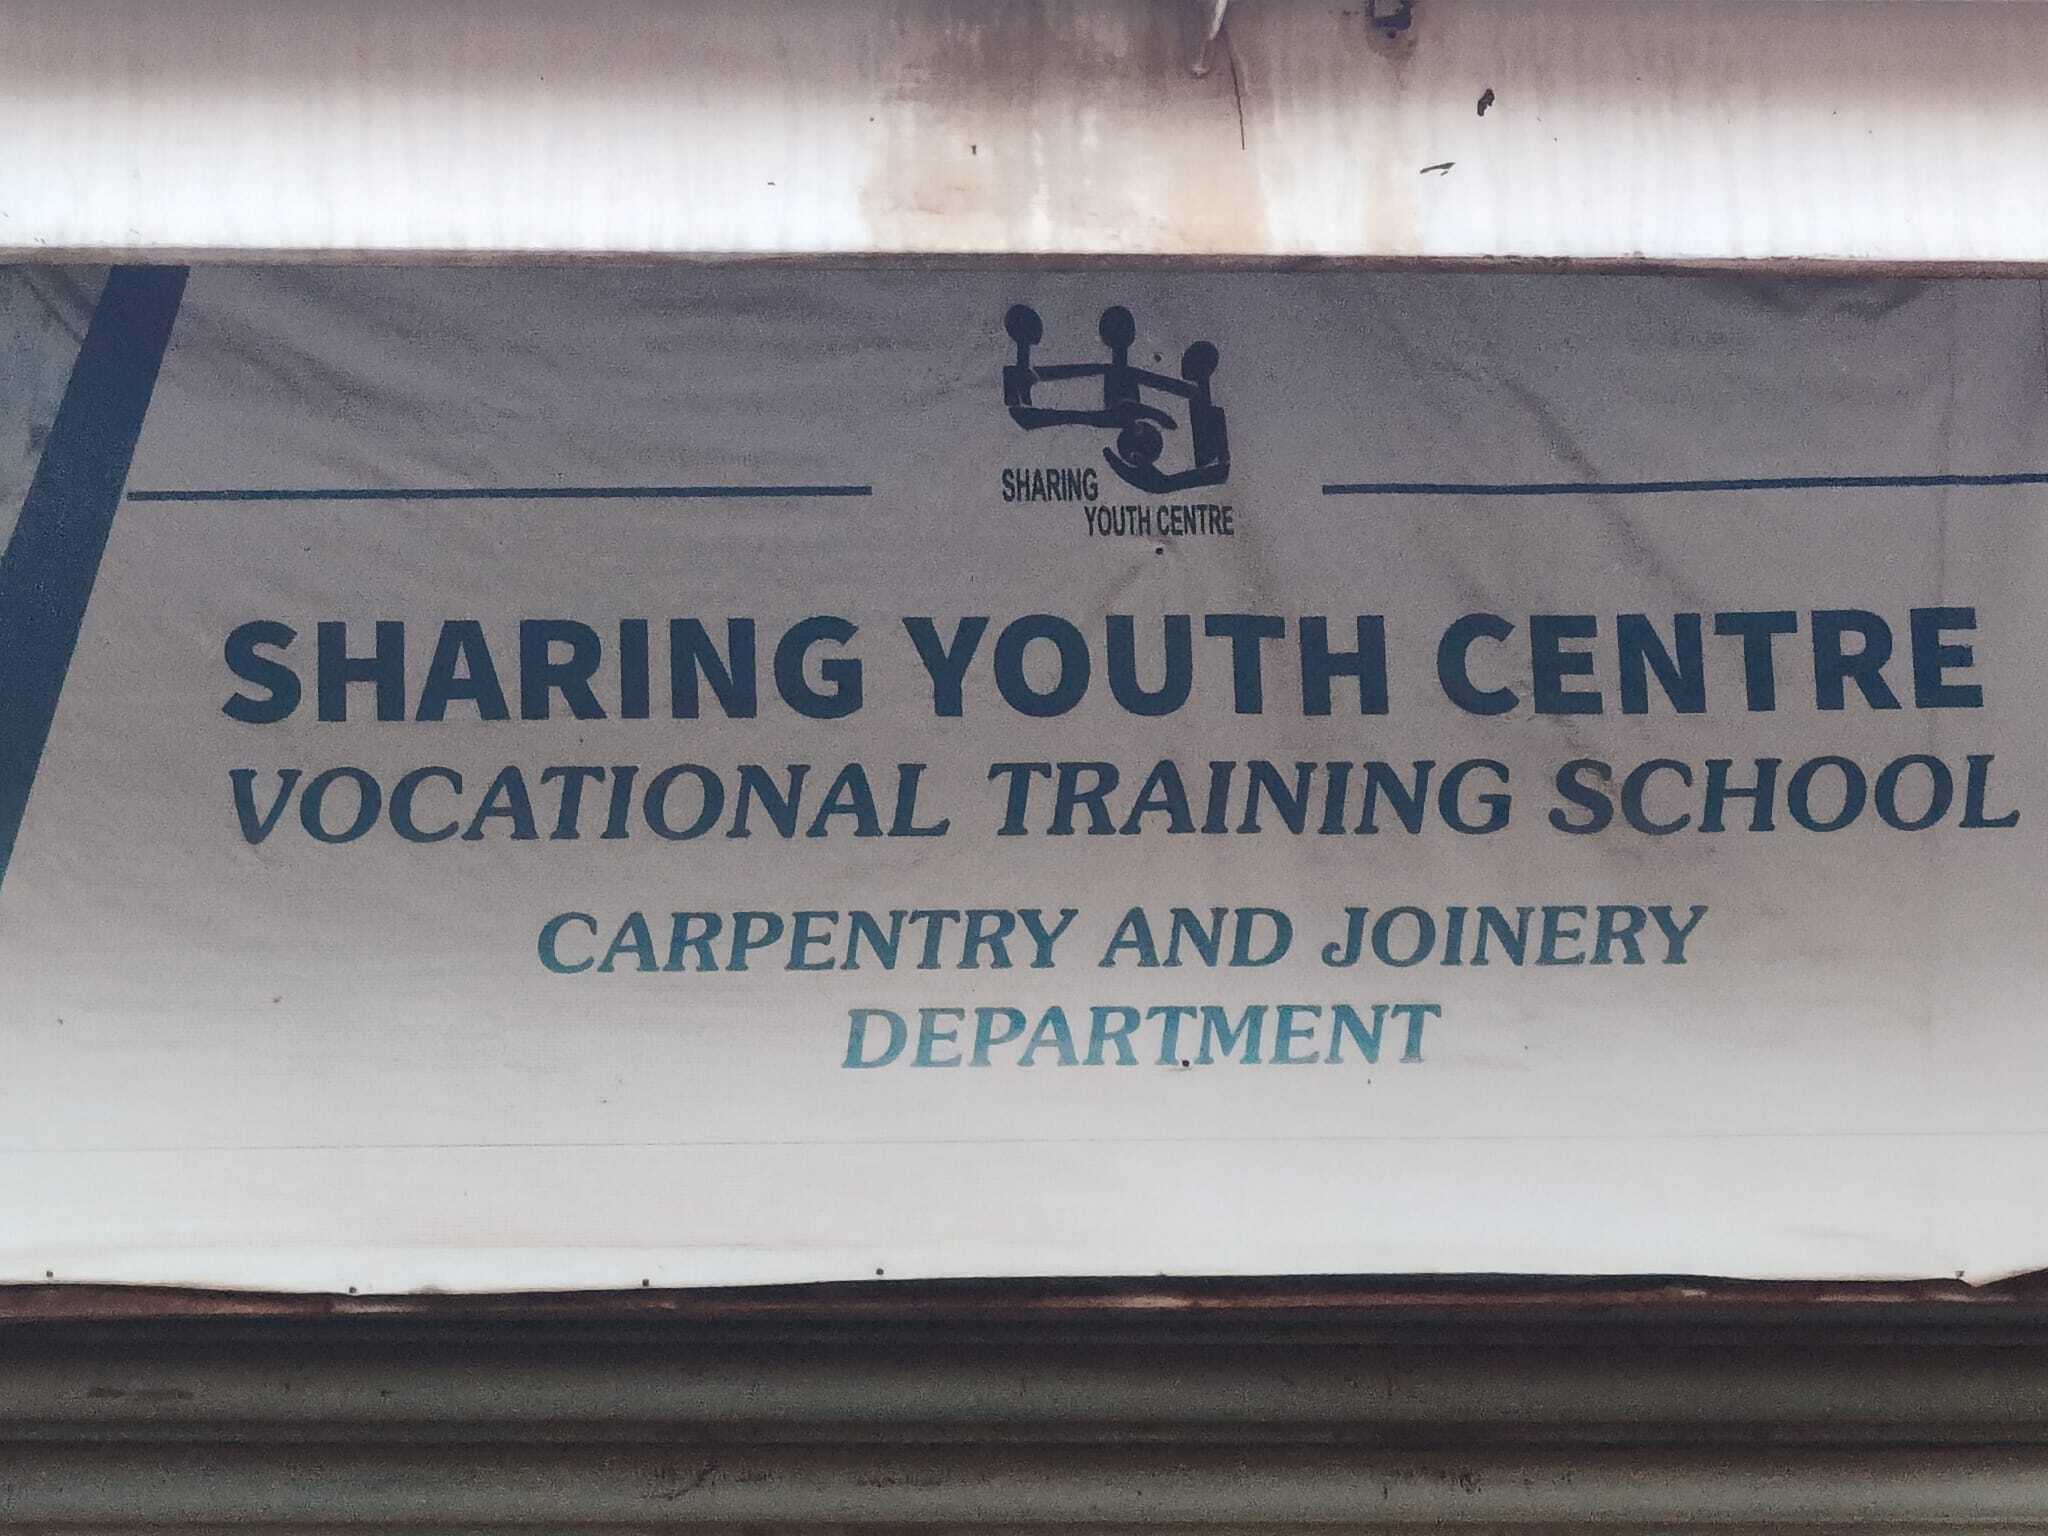 SHARING
YOUTH CENTRE
SHARING YOUTH CENTRE
VOCATIONAL TRAINING SCHOOL
CARPENTRY AND JOINERY
DEPARTMENT